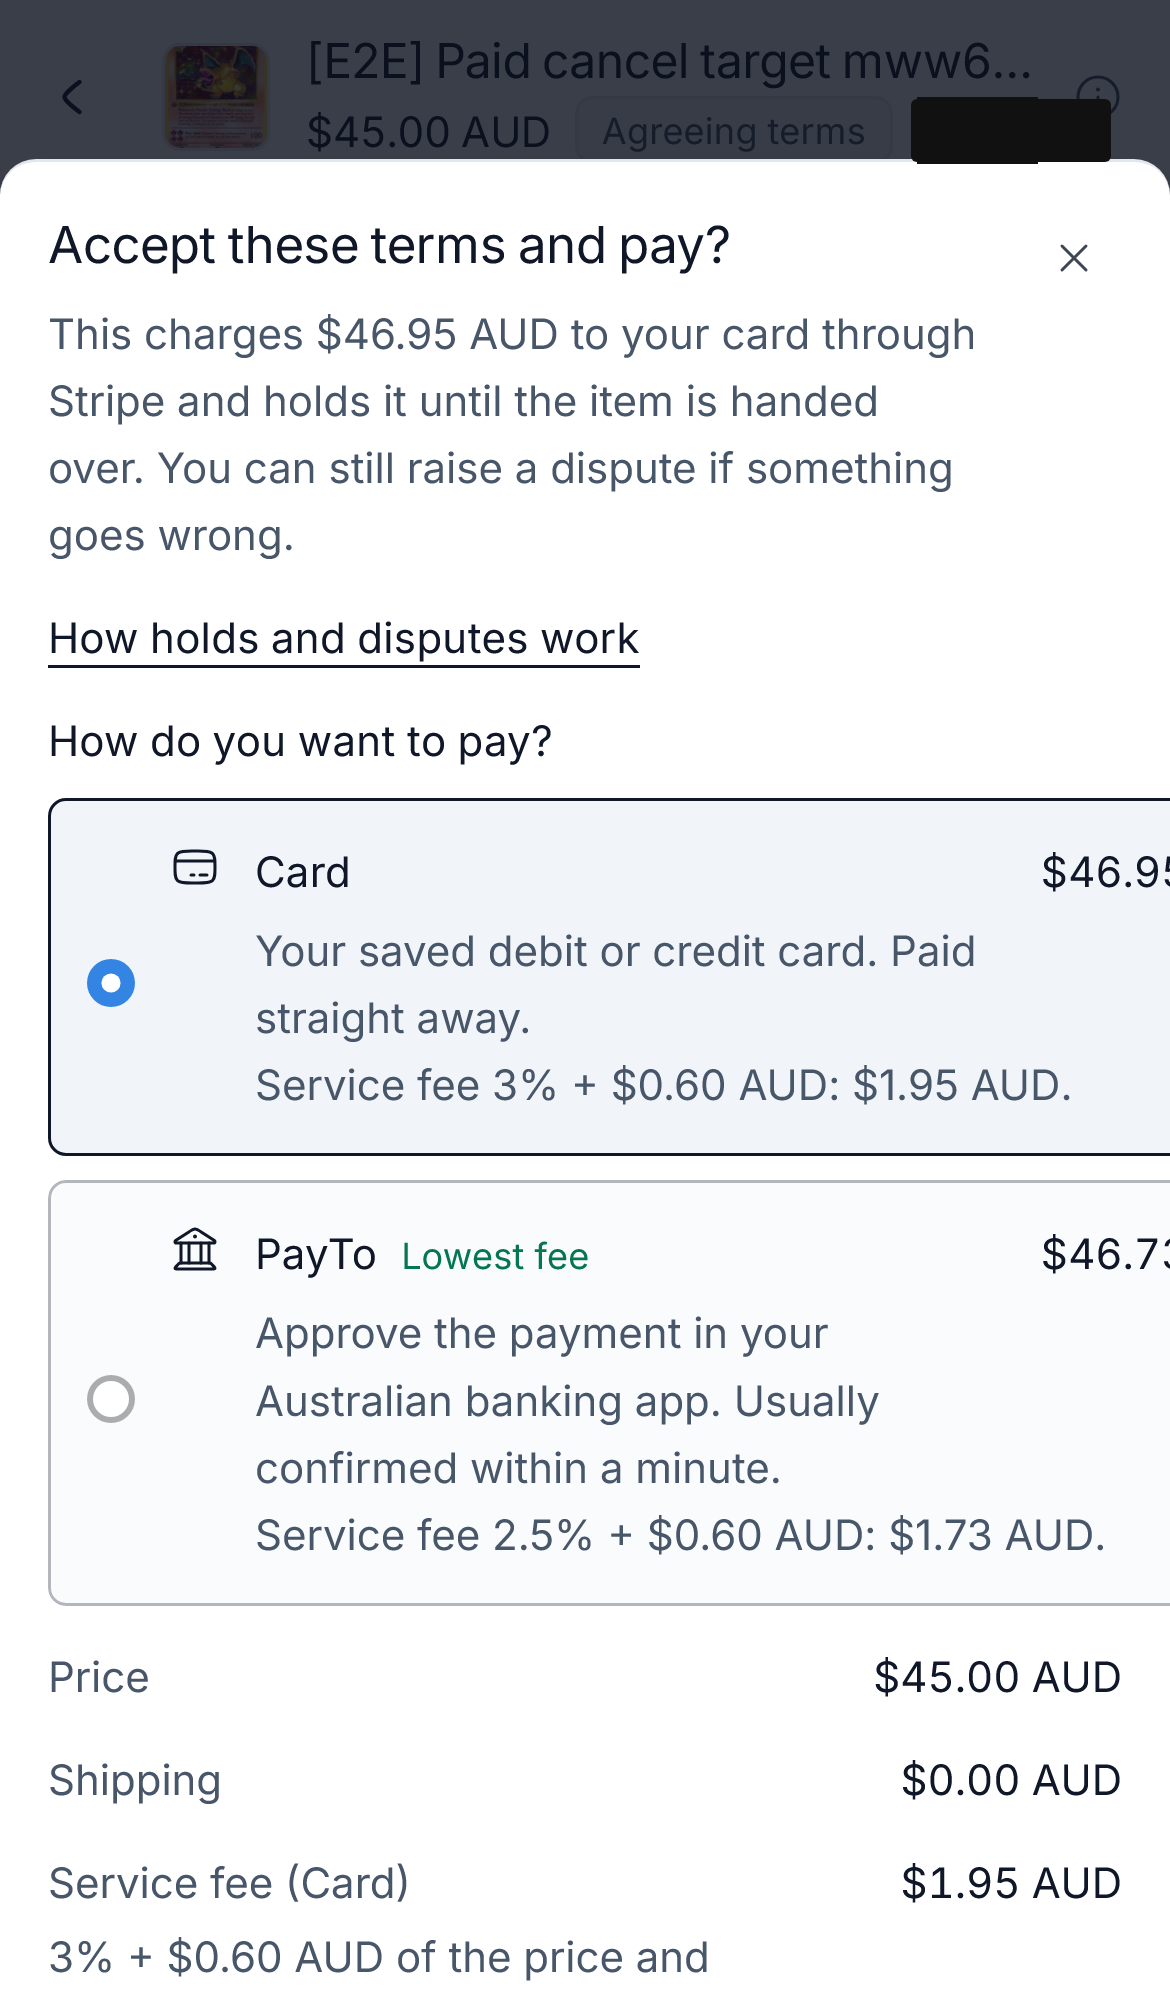 [E2E] Paid cancel target mww6...
$45.00 AUD Agreeing terms
Accept these terms and pay?
This charges $46.95 AUD to your card through
Stripe and holds it until the item is handed
over. You can still raise a dispute if something
goes wrong.
How holds and disputes work
How do you want to pay?
Card $46.95
Your saved debit or credit card. Paid
straight away.
Service fee 3% + $0.60 AUD: $1.95 AUD.
PayTo Lowest fee $46.73
Approve the payment in your
Australian banking app. Usually
confirmed within a minute.
Service fee 2.5% + $0.60 AUD: $1.73 AUD.
Price $45.00 AUD
Shipping $0.00 AUD
Service fee (Card) $1.95 AUD
3% + $0.60 AUD of the price and